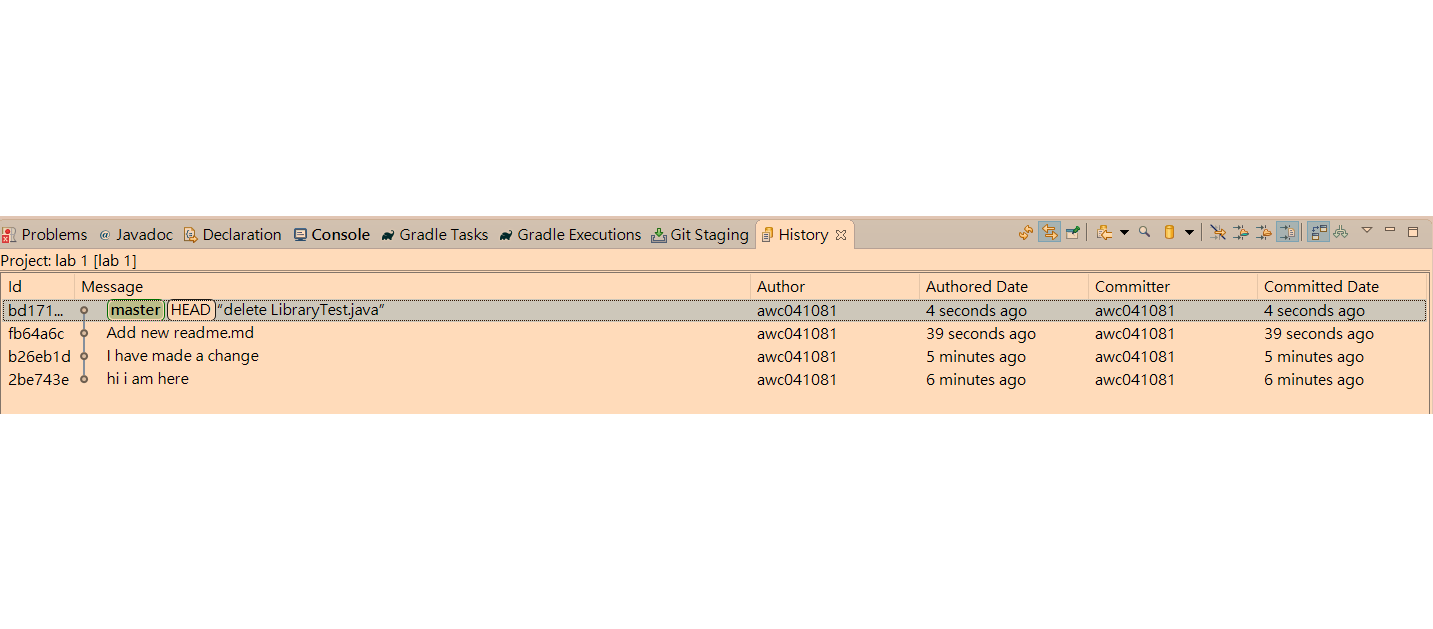 Problems @ Javadoc Declaration Console Gradle Tasks Gradle Executions Git Staging History
Project: lab 1 [lab 1]
Id Message Author Authored Date Committer Committed Date
bd171... master HEAD “delete LibraryTest.java” awc041081 4 seconds ago awc041081 4 seconds ago
fb64a6c Add new readme.md awc041081 39 seconds ago awc041081 39 seconds ago
b26eb1d I have made a change awc041081 5 minutes ago awc041081 5 minutes ago
2be743e hi i am here awc041081 6 minutes ago awc041081 6 minutes ago